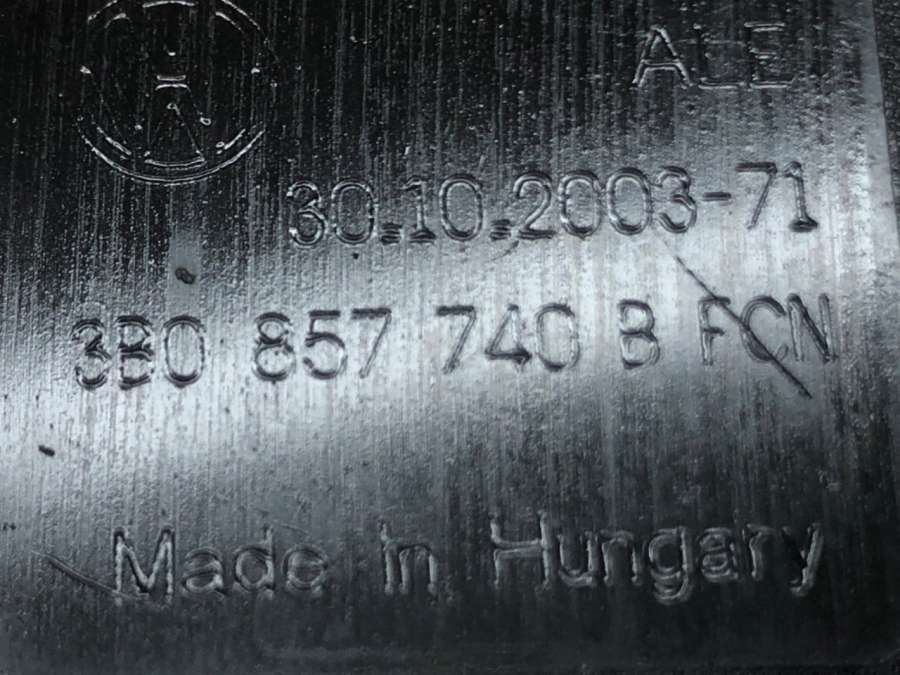 ALE
30.10.2003-71
3B0 857 740 B FCN
Made in Hungary